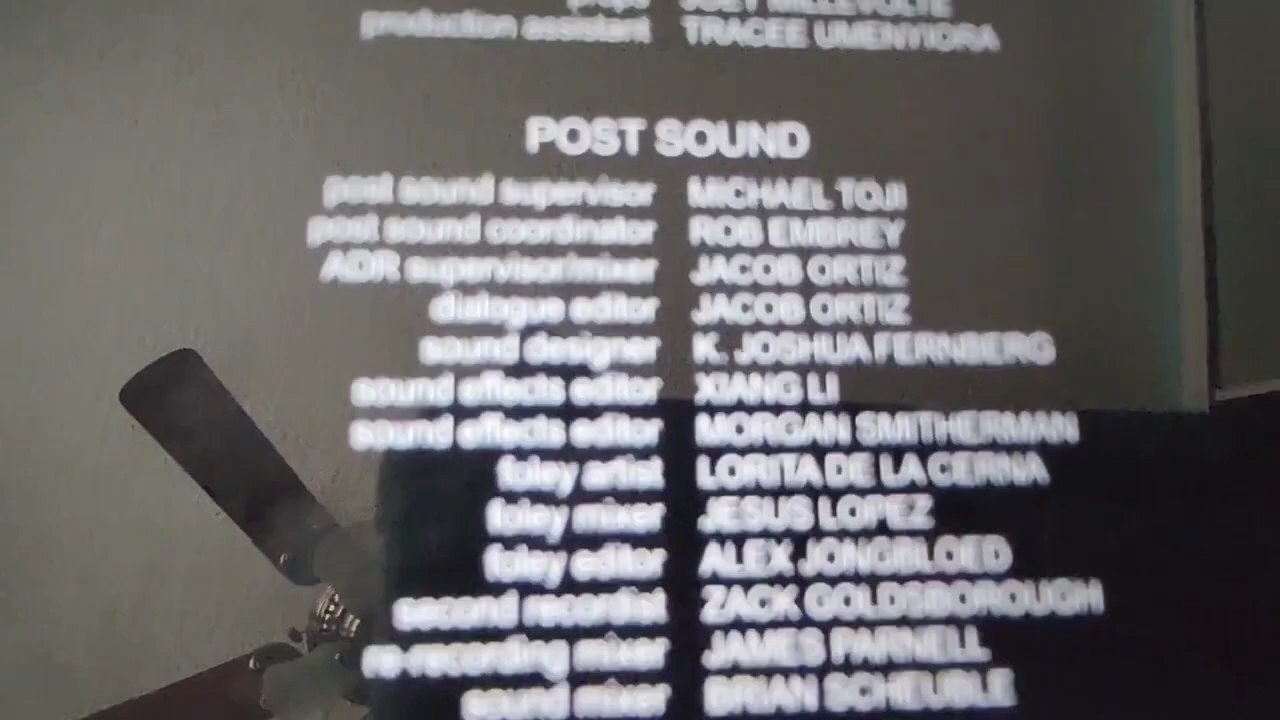 production assistant TRACEE UMENYIORA
POST SOUND
post sound supervisor MICHAEL TOJI
post sound coordinator ROB EMBREY
ADR supervisor/mixer JACOB ORTIZ
dialogue editor JACOB ORTIZ
sound designer K. JOSHUA FERNBERG
sound effects editor XIANG LI
sound effects editor MORGAN SMITHERMAN
foley artist LORITA DE LA CERNA
foley mixer JESUS LOPEZ
foley editor ALEX JONGBLOED
second recordist ZACK GOLDSBOROUGH
re-recording mixer JAMES PARNELL
sound mixer BRIAN SCHEUBLE